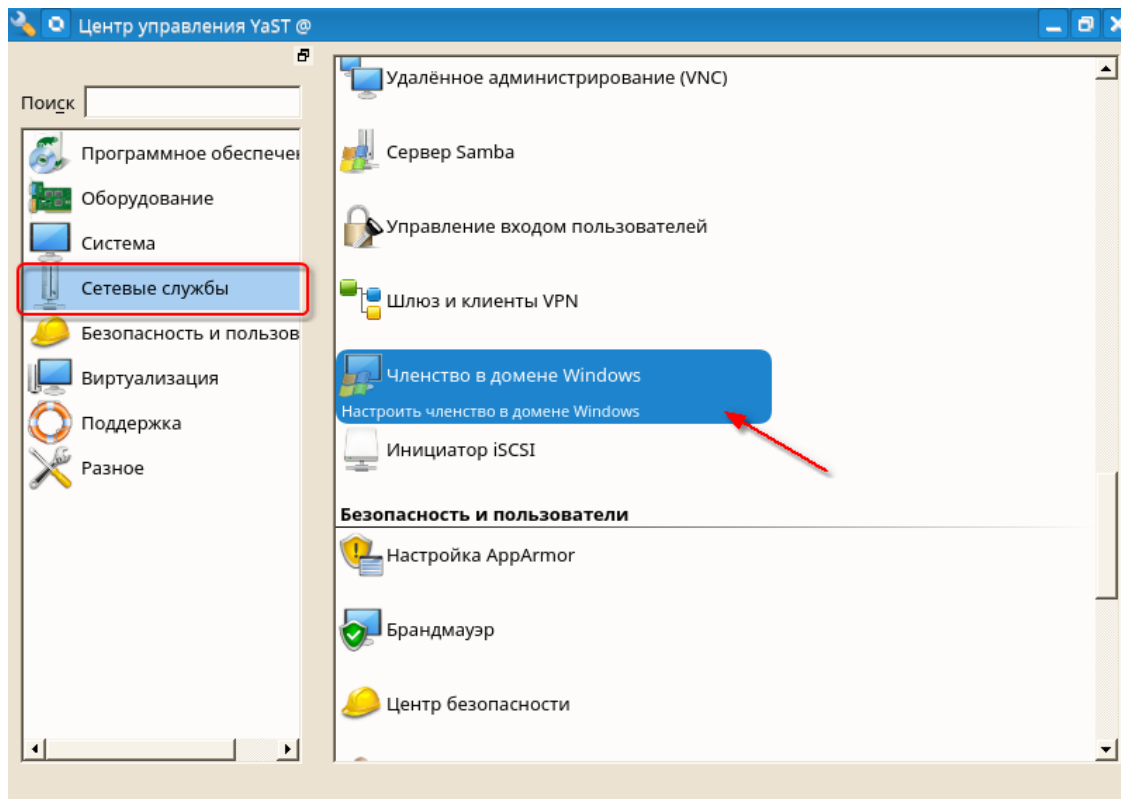 Центр управления YaST @
Поиск
Программное обеспечен
Оборудование
Система
Сетевые службы
Безопасность и пользов
Виртуализация
Поддержка
Разное
Удалённое администрирование (VNC)
Сервер Samba
Управление входом пользователей
Шлюз и клиенты VPN
Членство в домене Windows
Настроить членство в домене Windows
Инициатор iSCSI
Безопасность и пользователи
Настройка AppArmor
Брандмауэр
Центр безопасности